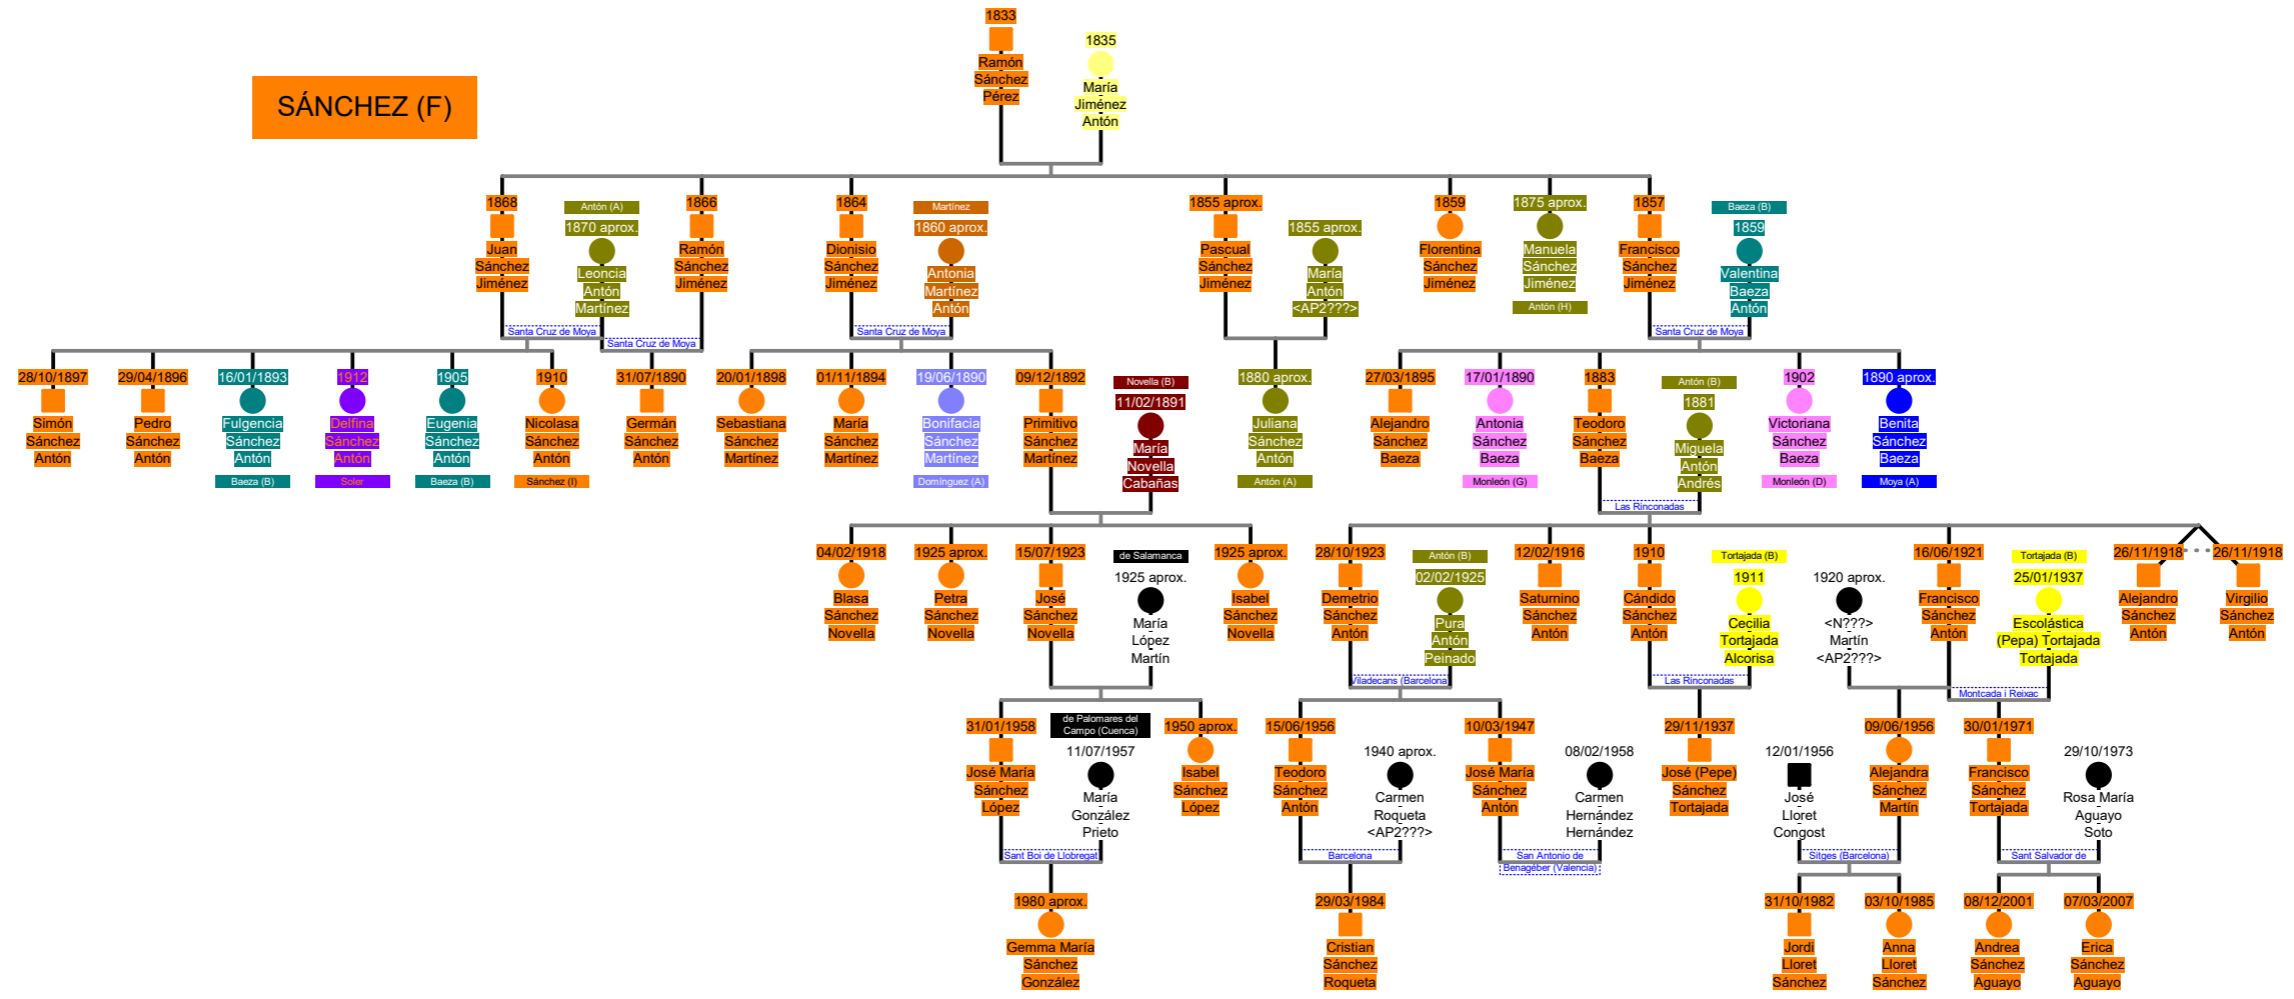 SÁNCHEZ (F)
1833
Ramón
Sánchez
Pérez
1835
María
Jiménez
Antón
1868
Juan
Sánchez
Jiménez
Antón (A)
1870 aprox.
Leoncia
Antón
Martínez
1866
Ramón
Sánchez
Jiménez
1864
Dionisio
Sánchez
Jiménez
Martínez
1860 aprox.
Antonia
Martínez
Antón
1855 aprox.
Pascual
Sánchez
Jiménez
1855 aprox.
María
Antón
<AP2???>
1859
Florentina
Sánchez
Jiménez
1875 aprox.
Manuela
Sánchez
Jiménez
Antón (H)
1857
Francisco
Sánchez
Jiménez
Baeza (B)
1859
Valentina
Baeza
Antón
Santa Cruz de Moya
Santa Cruz de Moya
Santa Cruz de Moya
Santa Cruz de Moya
28/10/1897
Simón
Sánchez
Antón
29/04/1896
Pedro
Sánchez
Antón
16/01/1893
Fulgencia
Sánchez
Antón
Baeza (B)
1912
Delfina
Sánchez
Antón
Soler
1905
Eugenia
Sánchez
Antón
Baeza (B)
1910
Nicolasa
Sánchez
Antón
Sánchez (I)
31/07/1890
Germán
Sánchez
Antón
20/01/1898
Sebastiana
Sánchez
Martínez
01/11/1894
María
Sánchez
Martínez
19/06/1890
Bonifacia
Sánchez
Martínez
Domínguez (A)
09/12/1892
Primitivo
Sánchez
Martínez
Novella (B)
11/02/1891
María
Novella
Cabañas
1880 aprox.
Juliana
Sánchez
Antón
Antón (A)
27/03/1895
Alejandro
Sánchez
Baeza
17/01/1890
Antonia
Sánchez
Baeza
Monleón (G)
1883
Teodoro
Sánchez
Baeza
Antón (B)
1881
Miguela
Antón
Andrés
1902
Victoriana
Sánchez
Baeza
Monleón (D)
1890 aprox.
Benita
Sánchez
Baeza
Moya (A)
Las Rinconadas
04/02/1918
Blasa
Sánchez
Novella
1925 aprox.
Petra
Sánchez
Novella
15/07/1923
José
Sánchez
Novella
de Salamanca
1925 aprox.
María
López
Martín
1925 aprox.
Isabel
Sánchez
Novella
28/10/1923
Demetrio
Sánchez
Antón
Antón (B)
02/02/1925
Pura
Antón
Peinado
12/02/1916
Saturnino
Sánchez
Antón
1910
Cándido
Sánchez
Antón
Tortajada (B)
1911
Cecilia
Tortajada
Alcorisa
1920 aprox.
<N???>
Martín
<AP2???>
16/06/1921
Francisco
Sánchez
Antón
Tortajada (B)
25/01/1937
Escolástica
(Pepa) Tortajada
Tortajada
26/11/1918
Alejandro
Sánchez
Antón
26/11/1918
Virgilio
Sánchez
Antón
Viladecans (Barcelona)
Las Rinconadas
Montcada i Reixac
31/01/1958
José María
Sánchez
López
de Palomares del
Campo (Cuenca)
11/07/1957
María
González
Prieto
1950 aprox.
Isabel
Sánchez
López
15/06/1956
Teodoro
Sánchez
Antón
1940 aprox.
Carmen
Roqueta
<AP2???>
10/03/1947
José María
Sánchez
Antón
08/02/1958
Carmen
Hernández
Hernández
29/11/1937
José (Pepe)
Sánchez
Tortajada
12/01/1956
José
Lloret
Congost
09/06/1956
Alejandra
Sánchez
Martín
30/01/1971
Francisco
Sánchez
Tortajada
29/10/1973
Rosa María
Aguayo
Soto
Sant Boi de Llobregat
Barcelona
San Antonio de
Benagéber (Valencia)
Sitges (Barcelona)
Sant Salvador de
1980 aprox.
Gemma María
Sánchez
González
29/03/1984
Cristian
Sánchez
Roqueta
31/10/1982
Jordi
Lloret
Sánchez
03/10/1985
Anna
Lloret
Sánchez
08/12/2001
Andrea
Sánchez
Aguayo
07/03/2007
Erica
Sánchez
Aguayo